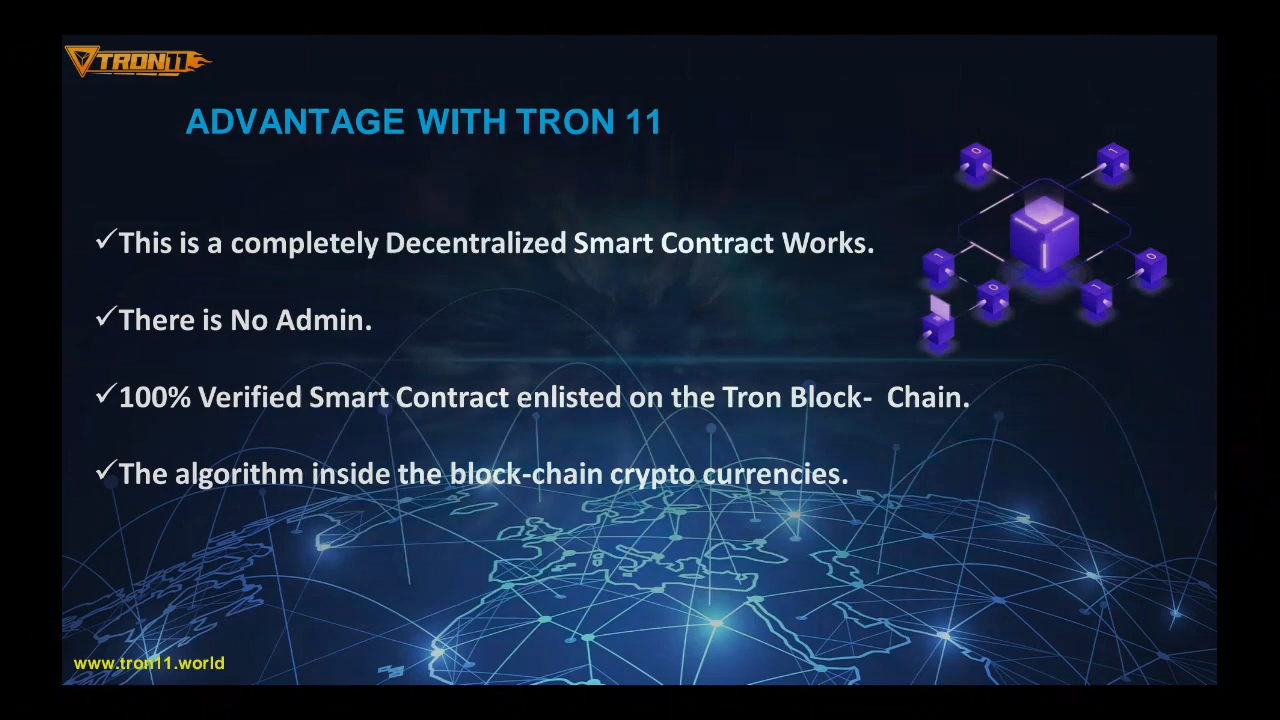 TRON11
ADVANTAGE WITH TRON 11
✓This is a completely Decentralized Smart Contract Works.
✓There is No Admin.
✓100% Verified Smart Contract enlisted on the Tron Block- Chain.
✓The algorithm inside the block-chain crypto currencies.
www.tron11.world